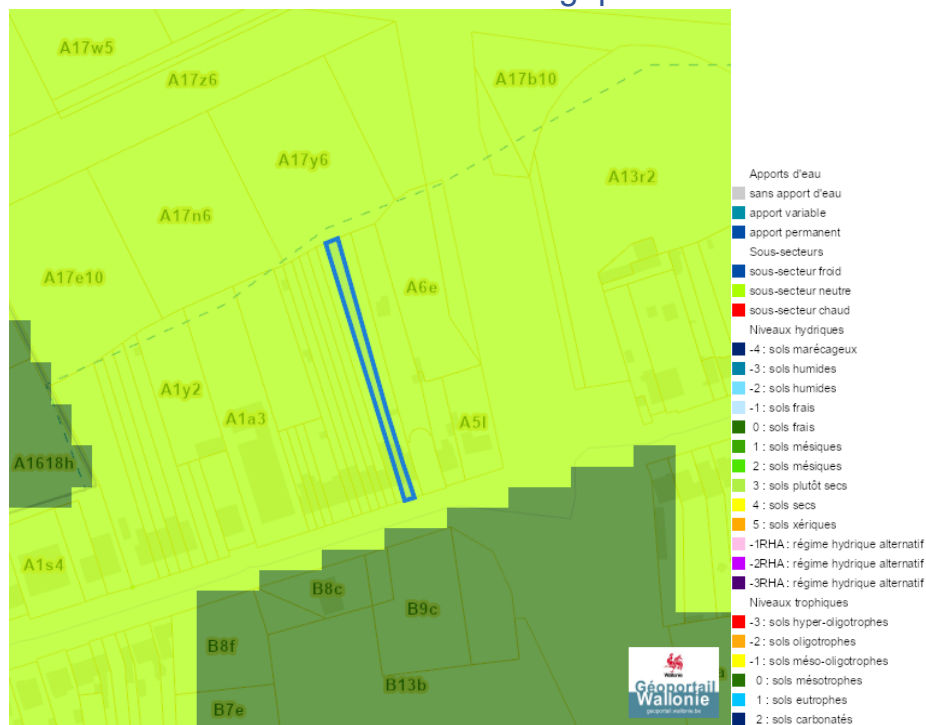 A17w5
A17z6
A17b10
A17y6
A13r2
A17n6
A17e10
A6e
A1y2
A1a3
A5l
A1618h
A1s4
B8c
B9c
B8f
B13b
B7e
a
Wallonie
Géoportail
Wallonie
geoportail.wallonie.be
Apports d'eau
sans apport d'eau
apport variable
apport permanent
Sous-secteurs
sous-secteur froid
sous-secteur neutre
sous-secteur chaud
Niveaux hydriques
-4 : sols marécageux
-3 : sols humides
-2 : sols humides
-1 : sols frais
0 : sols frais
1 : sols mésiques
2 : sols mésiques
3 : sols plutôt secs
4 : sols secs
5 : sols xériques
-1RHA : régime hydrique alternatif
-2RHA : régime hydrique alternatif
-3RHA : régime hydrique alternatif
Niveaux trophiques
-3 : sols hyper-oligotrophes
-2 : sols oligotrophes
-1 : sols méso-oligotrophes
0 : sols mésotrophes
1 : sols eutrophes
2 : sols carbonatés